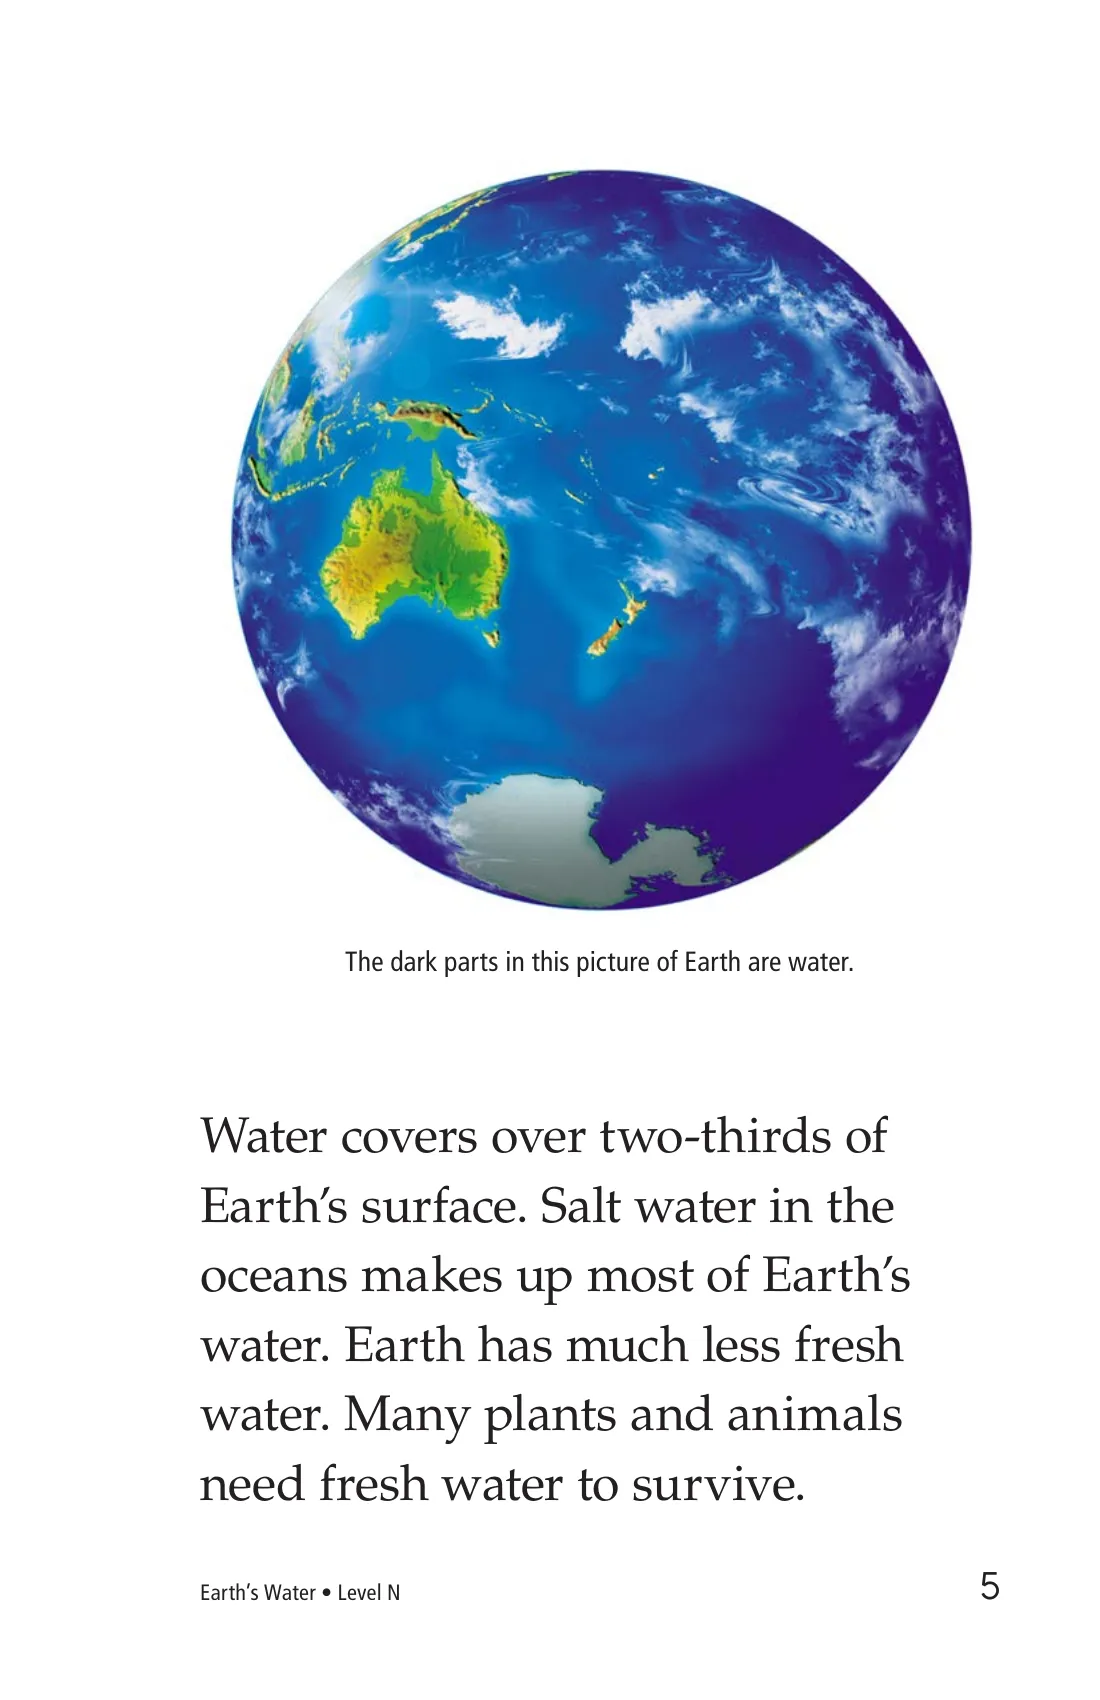 The dark parts in this picture of Earth are water.
Water covers over two-thirds of
Earth’s surface. Salt water in the
oceans makes up most of Earth’s
water. Earth has much less fresh
water. Many plants and animals
need fresh water to survive.
Earth’s Water • Level N
5